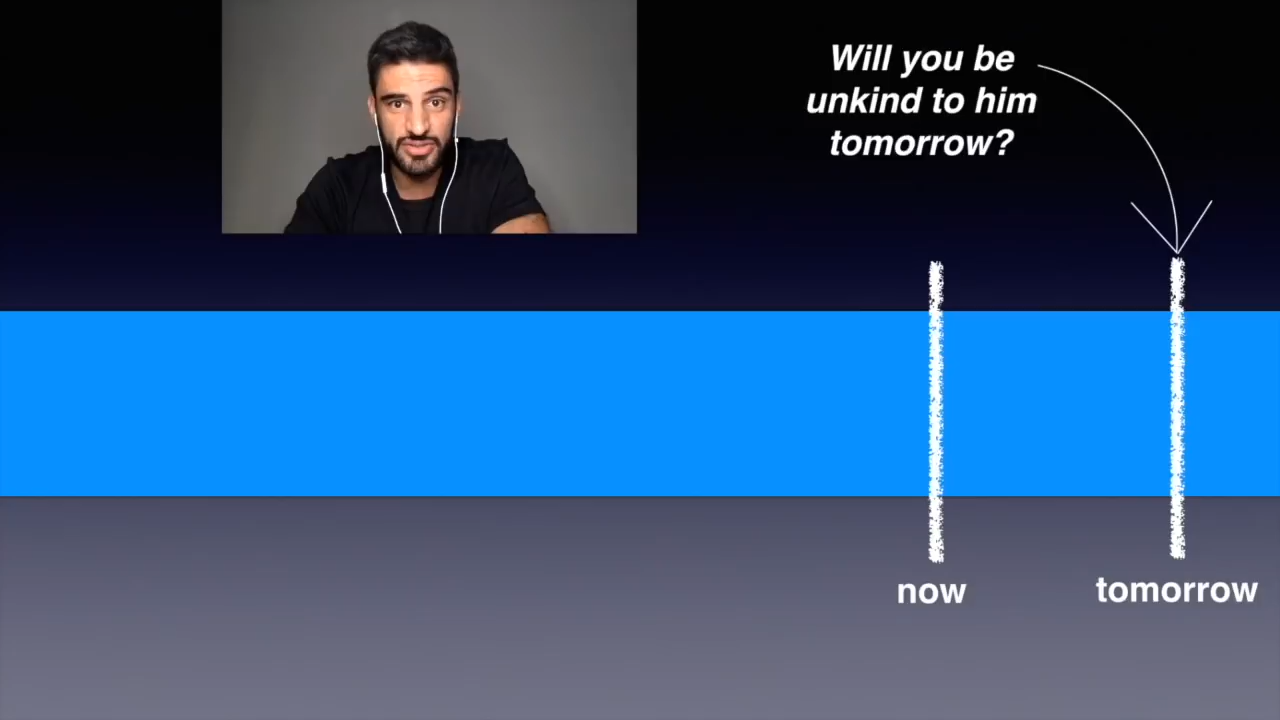 Will you be
unkind to him
tomorrow?
now
tomorrow